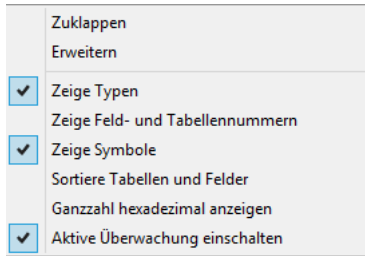 Zuklappen
Erweitern
Zeige Typen
Zeige Feld- und Tabellennummern
Zeige Symbole
Sortiere Tabellen und Felder
Ganzzahl hexadezimal anzeigen
Aktive Überwachung einschalten